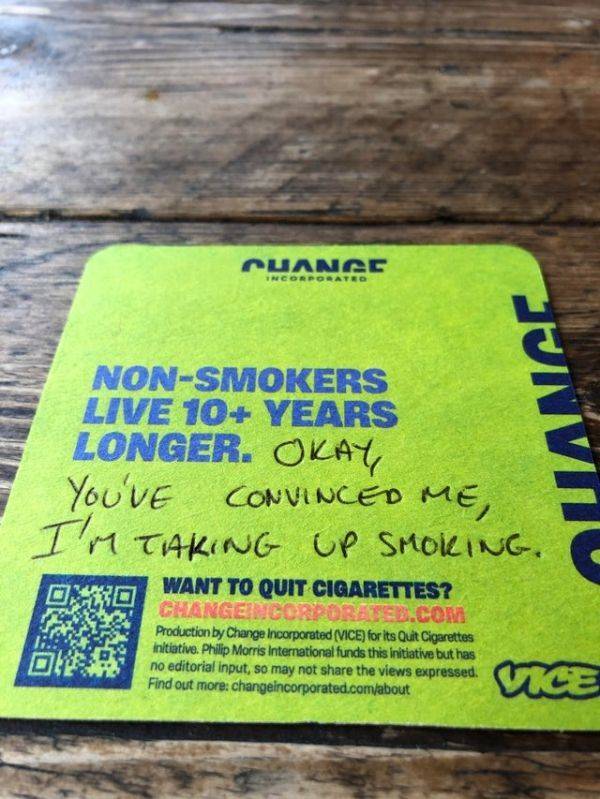 CHANGE
INCORPORATED
NON-SMOKERS
LIVE 10+ YEARS
LONGER. OKAY,
YOU'VE CONVINCED ME,
I'M TAKING UP SMOKING.
WANT TO QUIT CIGARETTES?
CHANGEINCORPORATED.COM
Production by Change Incorporated (VICE) for its Quit Cigarettes
initiative. Philip Morris International funds this initiative but has
no editorial input, so may not share the views expressed.
Find out more: changeincorporated.com/about
VICE
CHANGE